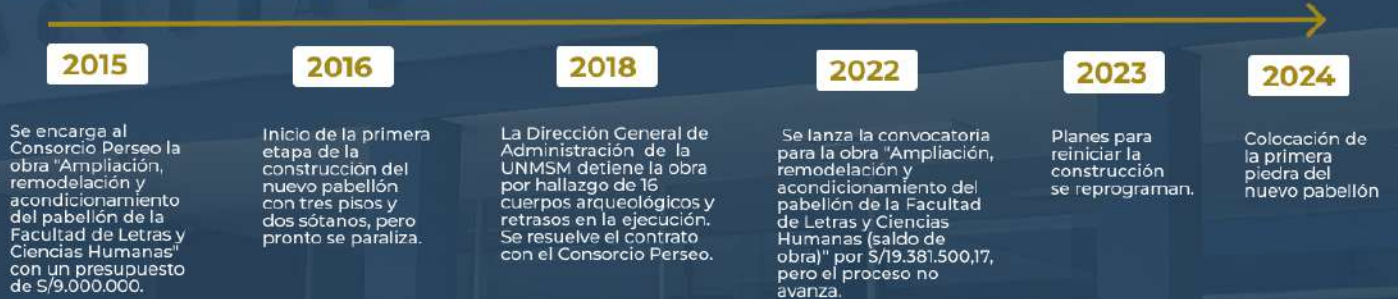 2015
Se encarga al
Consorcio Perseo la
obra "Ampliación,
remodelación y
acondicionamiento
del pabellón de la
Facultad de Letras y
Ciencias Humanas"
con un presupuesto
de S/9.000.000.
2016
Inicio de la primera
etapa de la
construcción del
nuevo pabellón
con tres pisos y
dos sótanos, pero
pronto se paraliza.
2018
La Dirección General de
Administración de la
UNMSM detiene la obra
por hallazgo de 16
cuerpos arqueológicos y
retrasos en la ejecución.
Se resuelve el contrato
con el Consorcio Perseo.
2022
Se lanza la convocatoria
para la obra "Ampliación,
remodelación y
acondicionamiento del
pabellón de la Facultad
de Letras y Ciencias
Humanas (saldo de
obra)" por S/19.381.500,17,
pero el proceso no
avanza.
2023
Planes para
reiniciar la
construcción
se reprograman.
2024
Colocación de
la primera
piedra del
nuevo pabellón